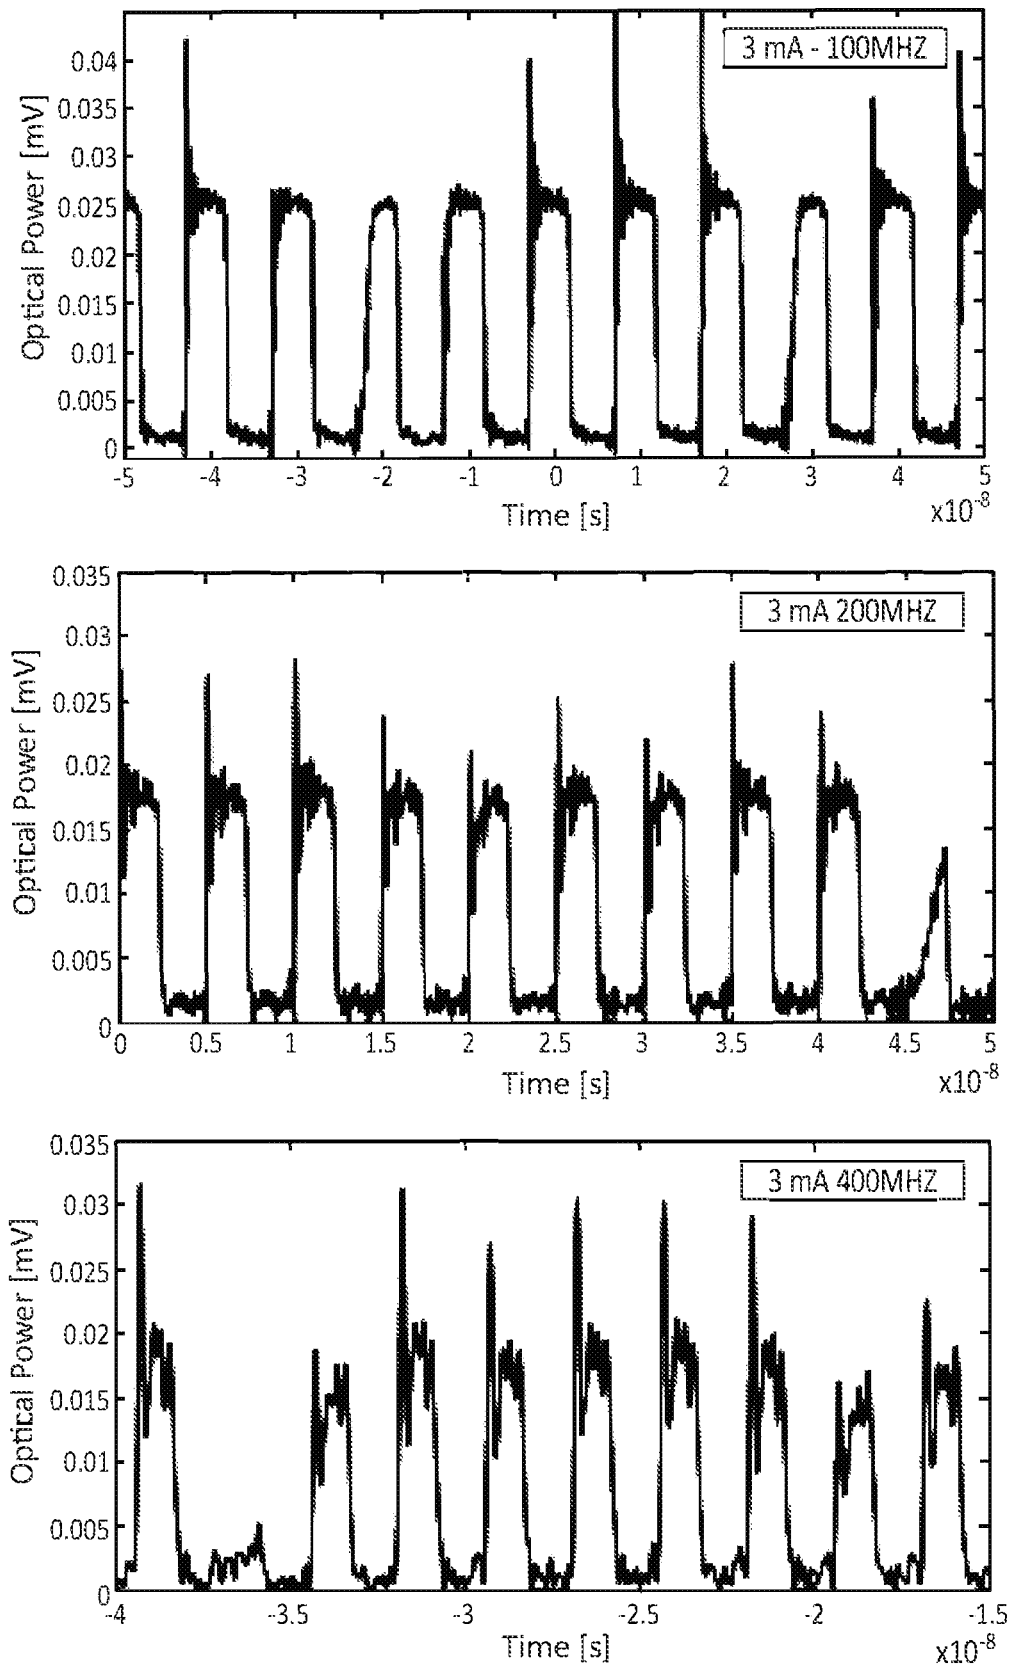 3 mA - 100MHZ
Optical Power [mV]
0.04
0.035
0.03
0.025
0.02
0.015
0.01
0.005
0
-5 -4 -3 -2 -1 0 1 2 3 4 5
x10-8
Time [s]
3 mA 200MHZ
Optical Power [mV]
0.035
0.03
0.025
0.02
0.015
0.01
0.005
0
0 0.5 1 1.5 2 2.5 3 3.5 4 4.5 5
x10-8
Time [s]
3 mA 400MHZ
Optical Power [mV]
0.035
0.03
0.025
0.02
0.015
0.01
0.005
0
-4 -3.5 -3 -2.5 -2 -1.5
x10-8
Time [s]